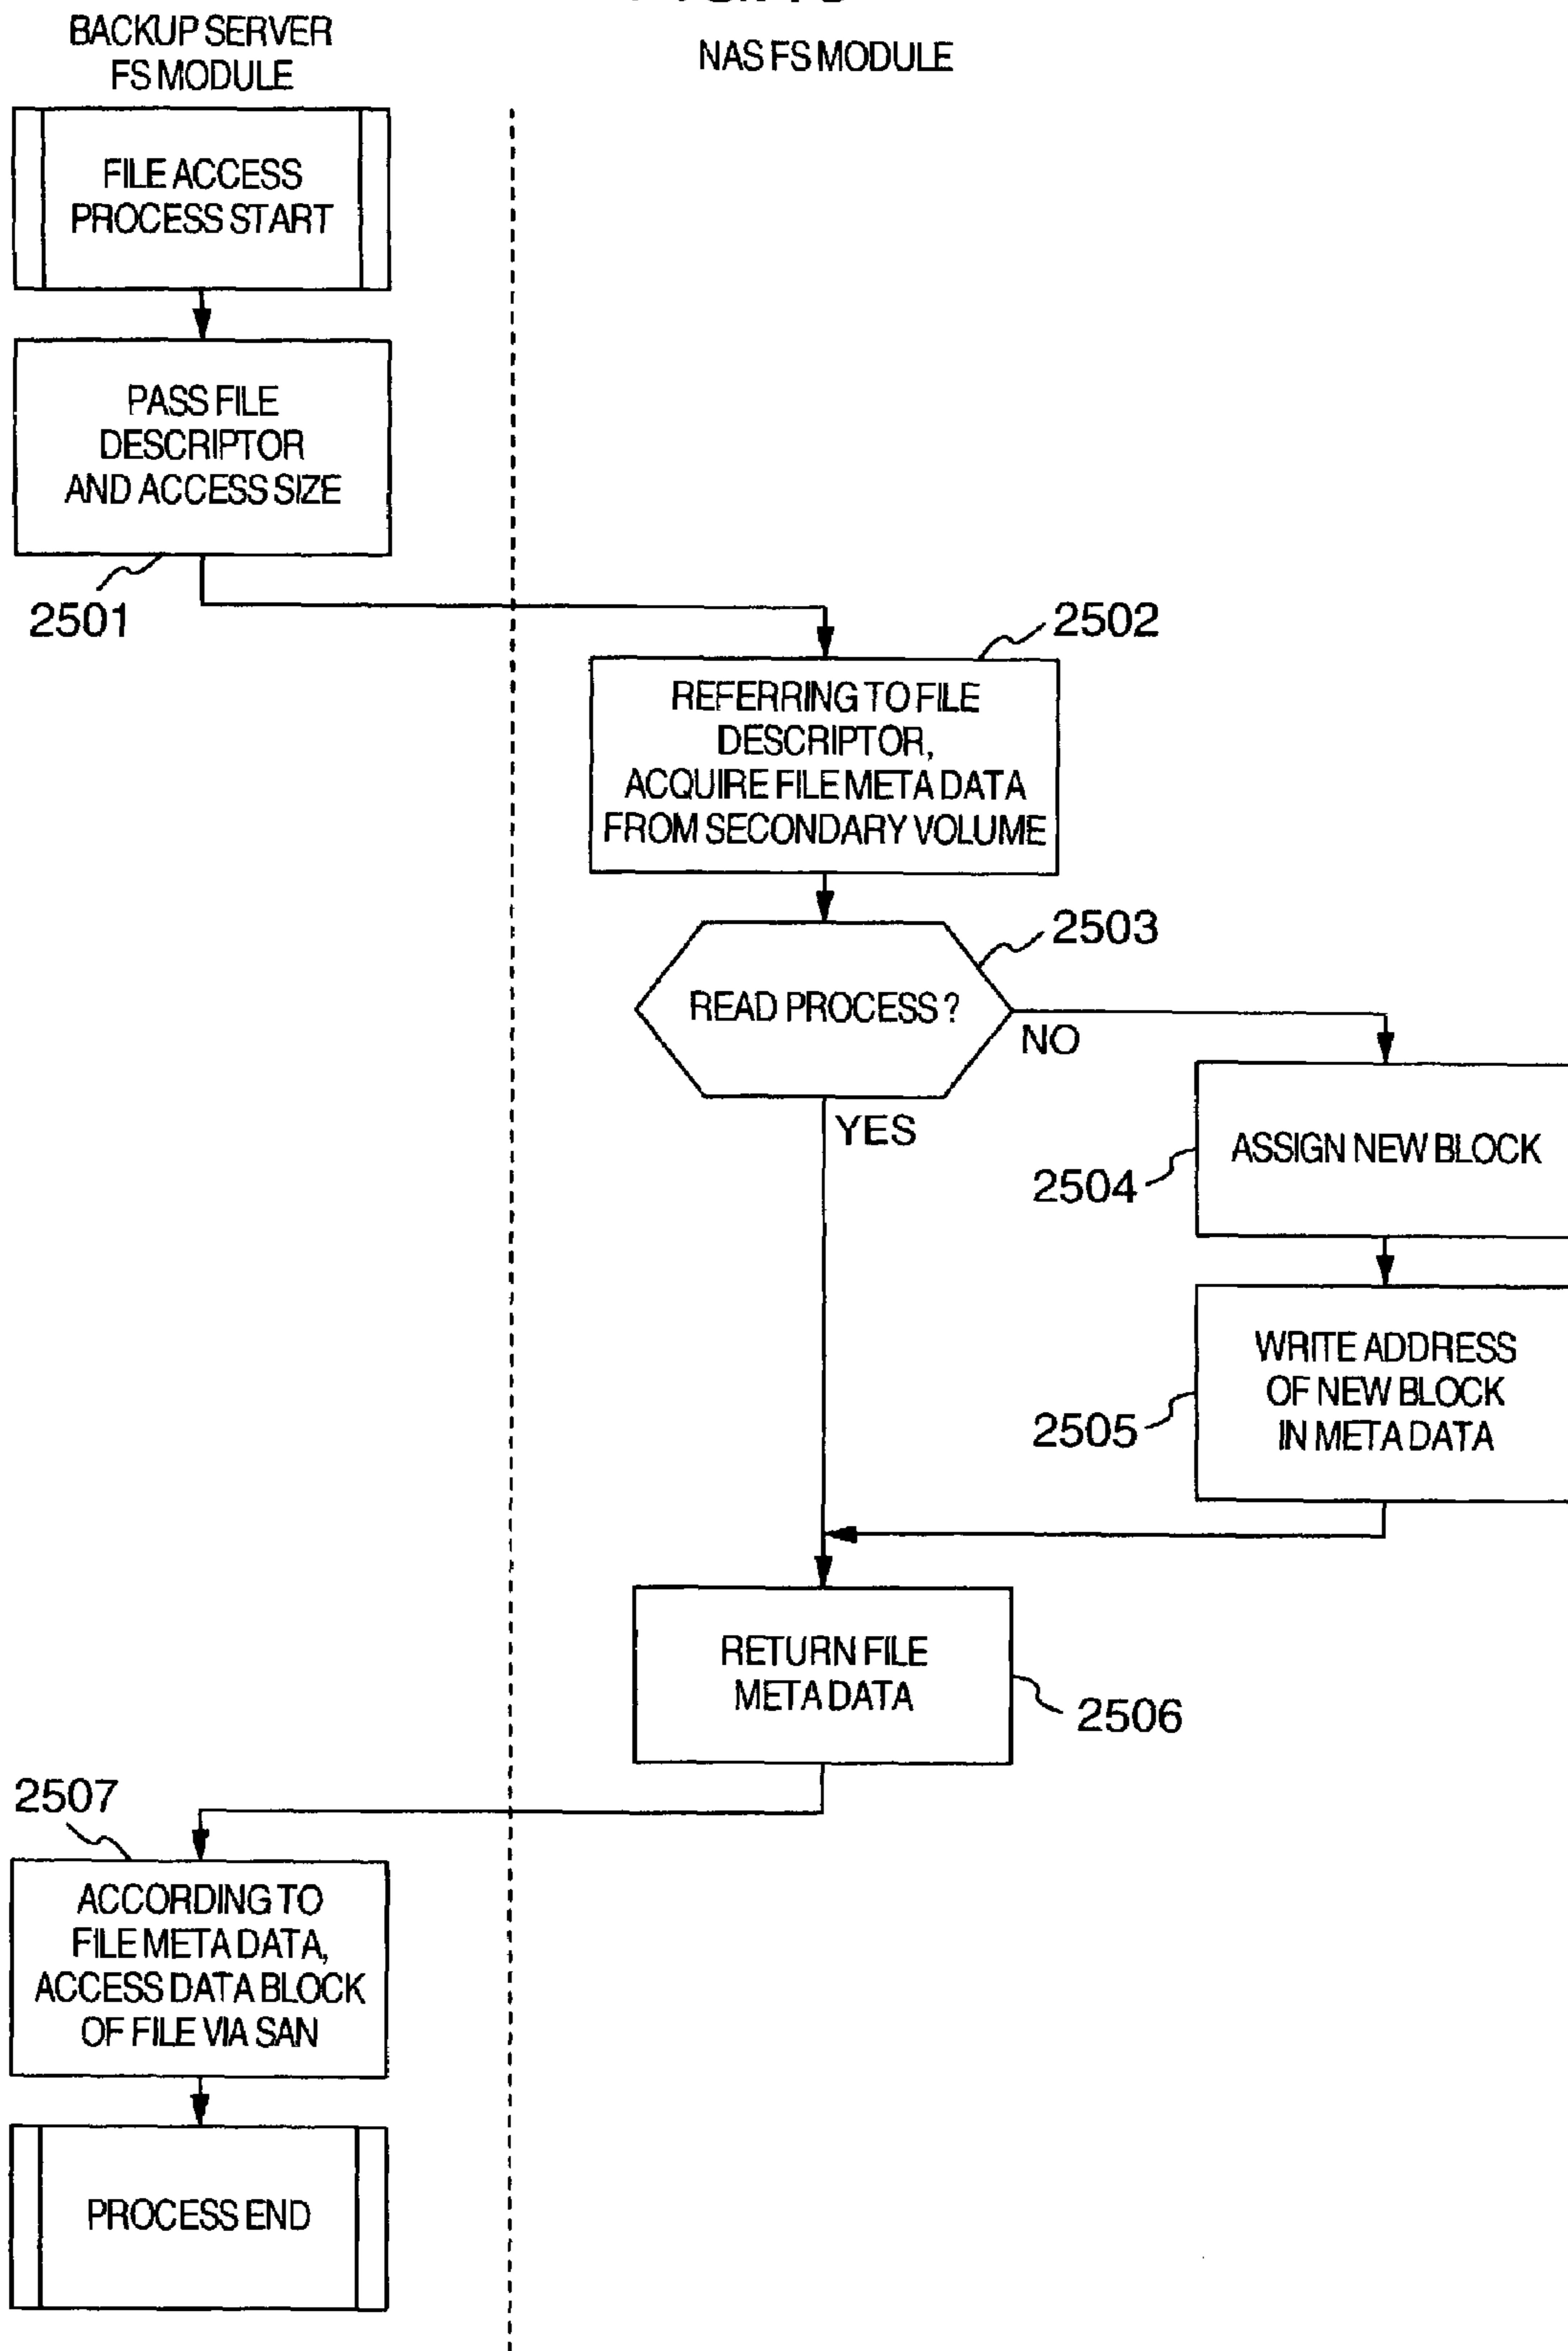 BACKUP SERVER
FS MODULE
NAS FS MODULE
FILE ACCESS
PROCESS START
PASS FILE
DESCRIPTOR
AND ACCESS SIZE
2501
2502
REFERRING TO FILE
DESCRIPTOR,
ACQUIRE FILE META DATA
FROM SECONDARY VOLUME
2503
READ PROCESS ?
NO
YES
ASSIGN NEW BLOCK
2504
WRITE ADDRESS
OF NEW BLOCK
IN META DATA
2505
RETURN FILE
META DATA
2506
2507
ACCORDING TO
FILE META DATA,
ACCESS DATA BLOCK
OF FILE VIA SAN
PROCESS END